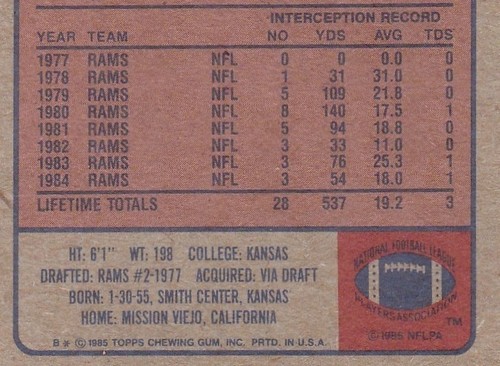 INTERCEPTION RECORD
YEAR TEAM NO YDS AVG TDS
1977 RAMS NFL 0 0 0.0 0
1978 RAMS NFL 1 31 31.0 0
1979 RAMS NFL 5 109 21.8 0
1980 RAMS NFL 8 140 17.5 1
1981 RAMS NFL 5 94 18.8 0
1982 RAMS NFL 3 33 11.0 0
1983 RAMS NFL 3 76 25.3 1
1984 RAMS NFL 3 54 18.0 1
LIFETIME TOTALS 28 537 19.2 3
HT: 6'1" WT: 198 COLLEGE: KANSAS
DRAFTED: RAMS #2-1977 ACQUIRED: VIA DRAFT
BORN: 1-30-55, SMITH CENTER, KANSAS
HOME: MISSION VIEJO, CALIFORNIA
B * © 1985 TOPPS CHEWING GUM, INC. PRTD. IN U.S.A.
NATIONAL FOOTBALL LEAGUE
PLAYERS ASSOCIATION
TM
© 1985 NFLPA